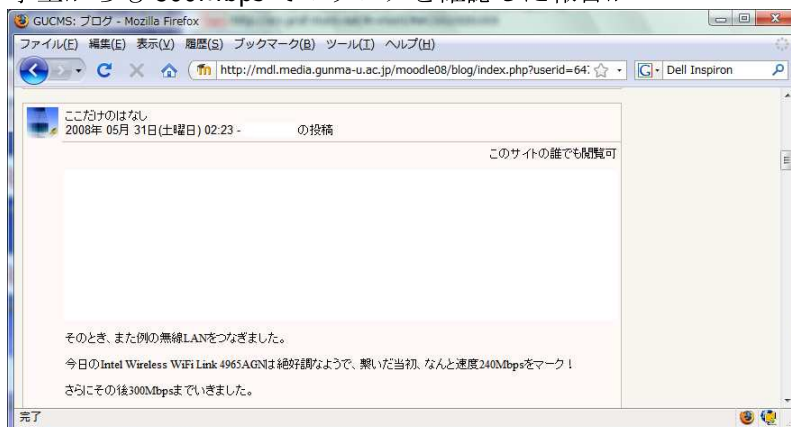 GUCMS: ブログ - Mozilla Firefox
ファイル(F) 編集(E) 表示(V) 履歴(S) ブックマーク(B) ツール(T) ヘルプ(H)
http://mdl.media.gunma-u.ac.jp/moodle08/blog/index.php?userid=64
Dell Inspiron
ここだけのはなし
2008年 05月 31日(土曜日) 02:23 - の投稿
このサイトの誰でも閲覧可
そのとき、また例の無線LANをつなぎました。
今日のIntel Wireless WiFi Link 4965AGNは絶好調なようで、繋いだ当初、なんと速度240Mbpsをマーク!
さらにその後300Mbpsまでいきました。
完了